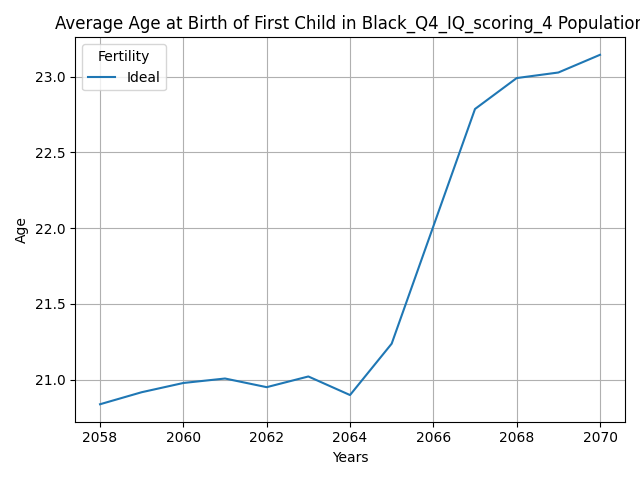 Average Age at Birth of First Child in Black_Q4_IQ_scoring_4 Population
Fertility
Ideal
23.0
22.5
22.0
21.5
21.0
Age
2058 2060 2062 2064 2066 2068 2070
Years